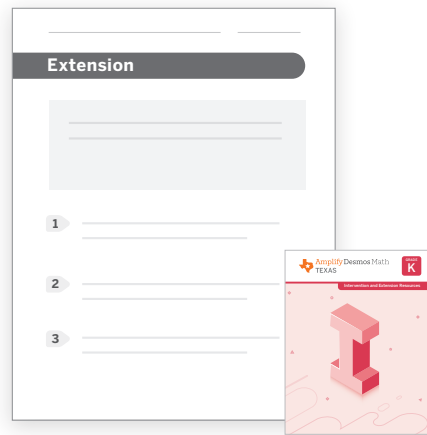 Extension
1
2
3
Amplify Desmos Math
TEXAS
GRADE
K
Intervention and Extension Resources